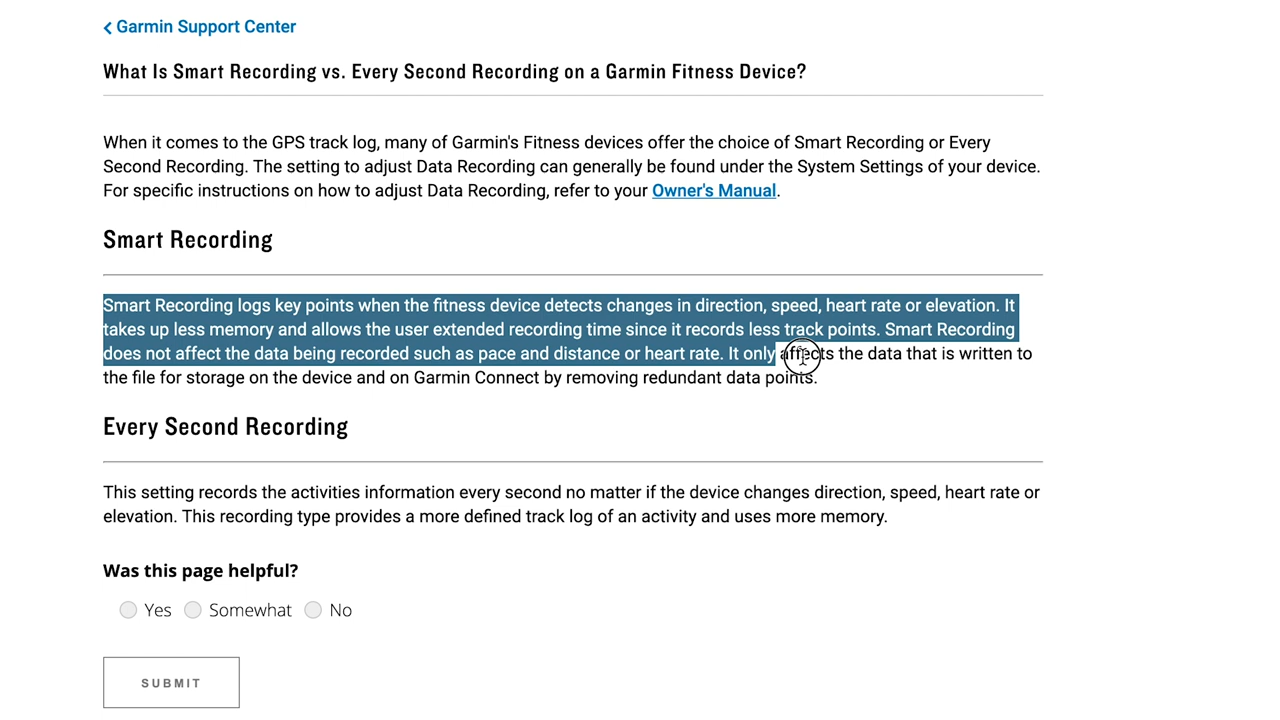 Garmin Support Center
What Is Smart Recording vs. Every Second Recording on a Garmin Fitness Device?
When it comes to the GPS track log, many of Garmin's Fitness devices offer the choice of Smart Recording or Every
Second Recording. The setting to adjust Data Recording can generally be found under the System Settings of your device.
For specific instructions on how to adjust Data Recording, refer to your Owner's Manual.
Smart Recording
Smart Recording logs key points when the fitness device detects changes in direction, speed, heart rate or elevation. It
takes up less memory and allows the user extended recording time since it records less track points. Smart Recording
does not affect the data being recorded such as pace and distance or heart rate. It only affects the data that is written to
the file for storage on the device and on Garmin Connect by removing redundant data points.
Every Second Recording
This setting records the activities information every second no matter if the device changes direction, speed, heart rate or
elevation. This recording type provides a more defined track log of an activity and uses more memory.
Was this page helpful?
Yes Somewhat No
SUBMIT